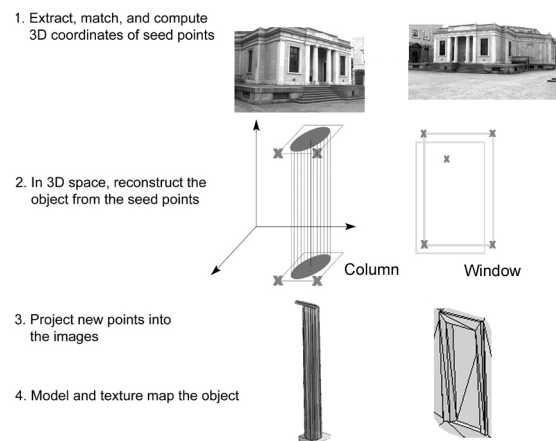 1. Extract, match, and compute
3D coordinates of seed points
2. In 3D space, reconstruct the
object from the seed points
Column
Window
3. Project new points into
the images
4. Model and texture map the object